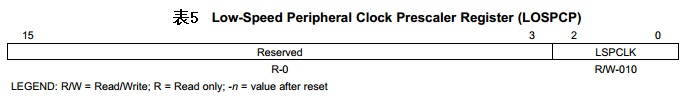 表5 Low-Speed Peripheral Clock Prescaler Register (LOSPCP)
15 3 2 0
Reserved LSPCLK
R-0 R/W-010
LEGEND: R/W = Read/Write; R = Read only; -n = value after reset